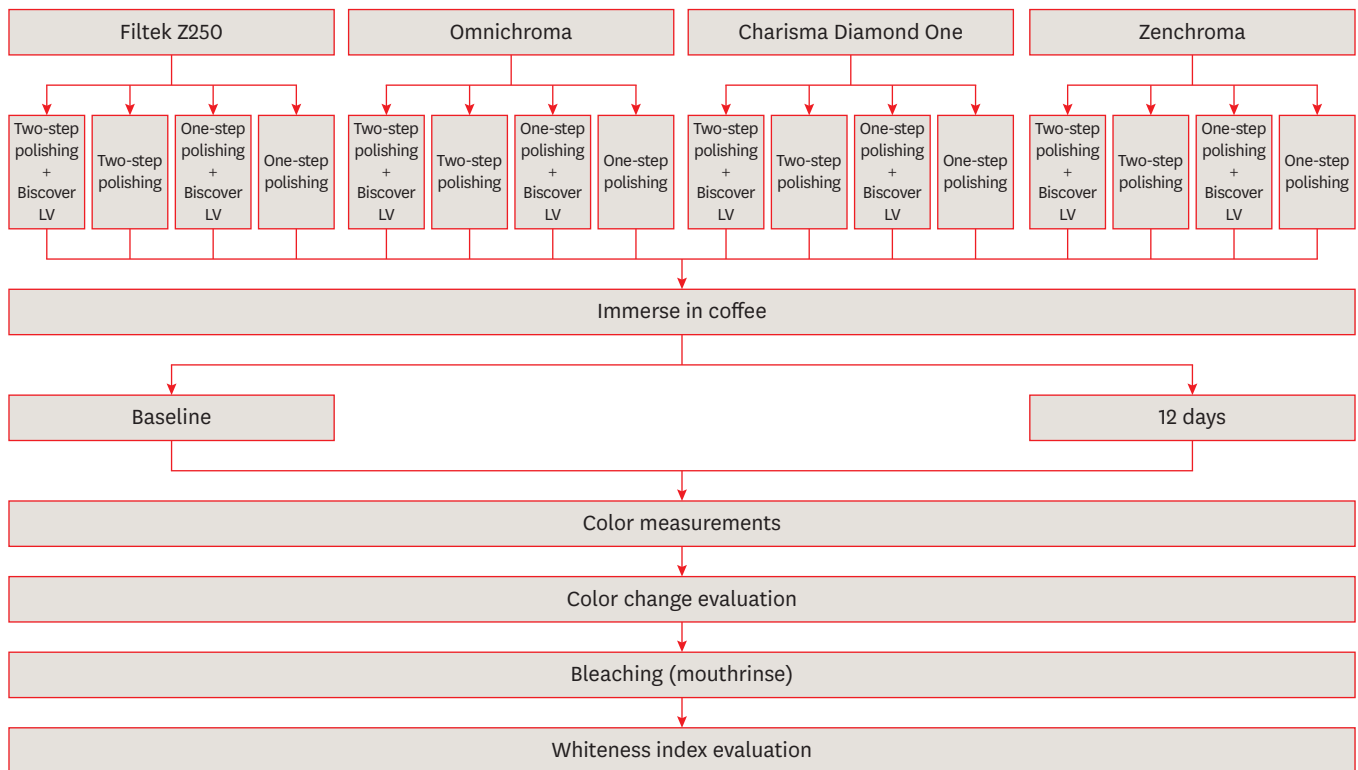 Filtek Z250
Omnichroma
Charisma Diamond One
Zenchroma
Two-step
polishing
+
Biscover
LV
Two-step
polishing
One-step
polishing
+
Biscover
LV
One-step
polishing
Two-step
polishing
+
Biscover
LV
Two-step
polishing
One-step
polishing
+
Biscover
LV
One-step
polishing
Two-step
polishing
+
Biscover
LV
Two-step
polishing
One-step
polishing
+
Biscover
LV
One-step
polishing
Two-step
polishing
+
Biscover
LV
Two-step
polishing
One-step
polishing
+
Biscover
LV
One-step
polishing
Immerse in coffee
Baseline
12 days
Color measurements
Color change evaluation
Bleaching (mouthrinse)
Whiteness index evaluation